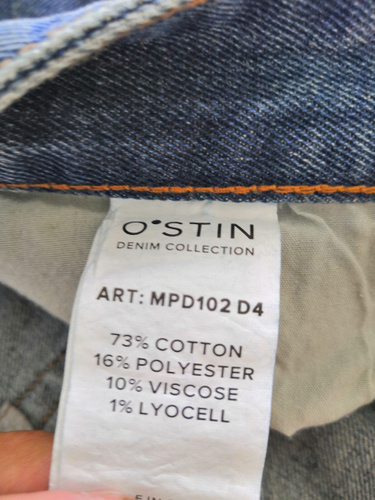 O'STIN
DENIM COLLECTION
ART: MPD102 D4
73% COTTON
16% POLYESTER
10% VISCOSE
1% LYOCELL